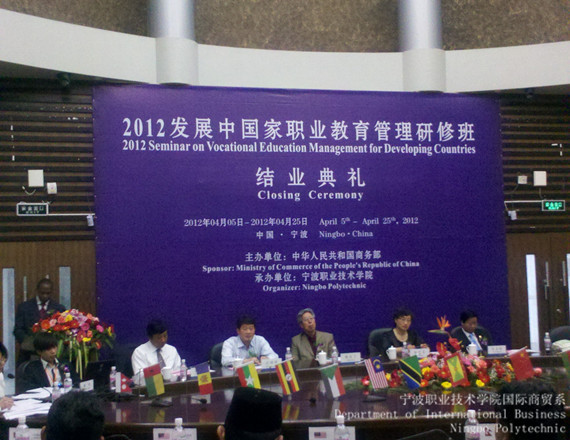 2012发展中国家职业教育管理研修班
2012 Seminar on Vocational Education Management for Developing Countries
结业典礼
Closing Ceremony
2012年04月05日-2012年04月25日 April 5th - April 25th, 2012
中国·宁波 Ningbo·China
主办单位：中华人民共和国商务部
Sponsor: Ministry of Commerce of the People's Republic of China
承办单位：宁波职业技术学院
Organizer: Ningbo Polytechnic
宁波职业技术学院国际商贸系
Department of International Business
Ningbo Polytechnic